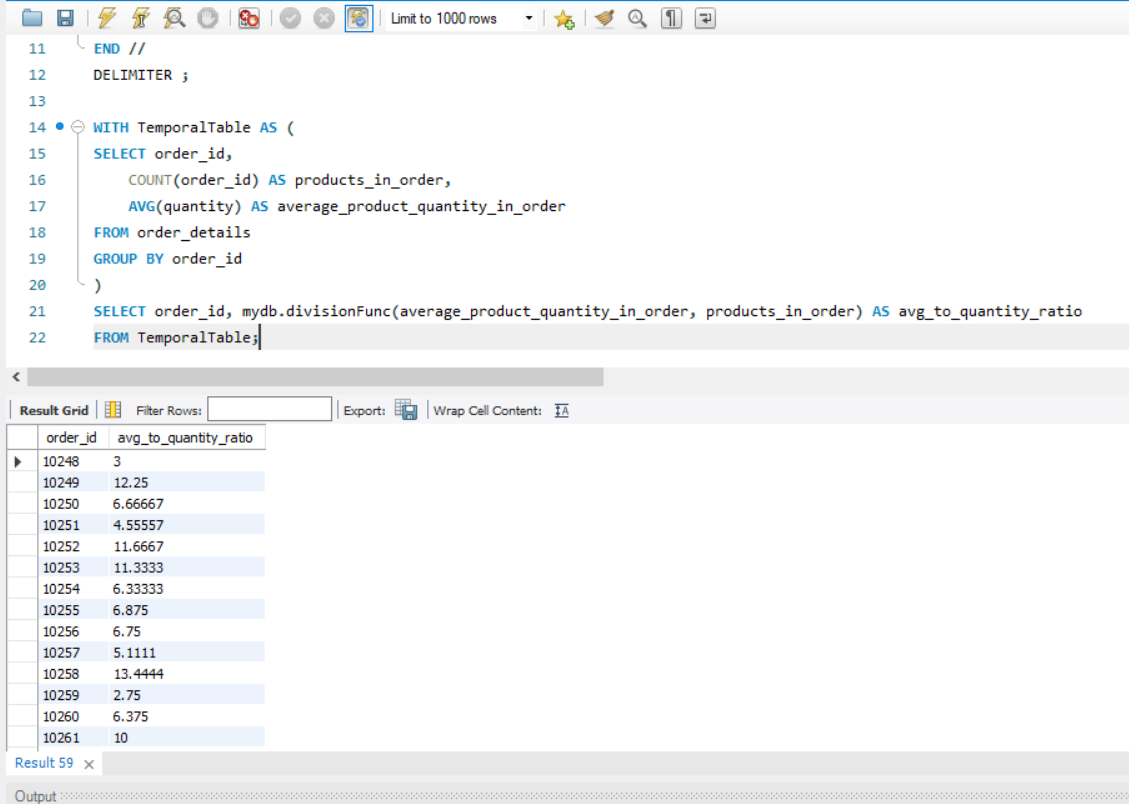 Limit to 1000 rows
11 END //
12 DELIMITER ;
13
14 WITH TemporalTable AS (
15 SELECT order_id,
16 COUNT(order_id) AS products_in_order,
17 AVG(quantity) AS average_product_quantity_in_order
18 FROM order_details
19 GROUP BY order_id
20 )
21 SELECT order_id, mydb.divisionFunc(average_product_quantity_in_order, products_in_order) AS avg_to_quantity_ratio
22 FROM TemporalTable;
Result Grid Filter Rows: Export: Wrap Cell Content: IA
order_id avg_to_quantity_ratio
10248 3
10249 12.25
10250 6.66667
10251 4.55557
10252 11.6667
10253 11.3333
10254 6.33333
10255 6.875
10256 6.75
10257 5.1111
10258 13.4444
10259 2.75
10260 6.375
10261 10
Result 59 ×
Output